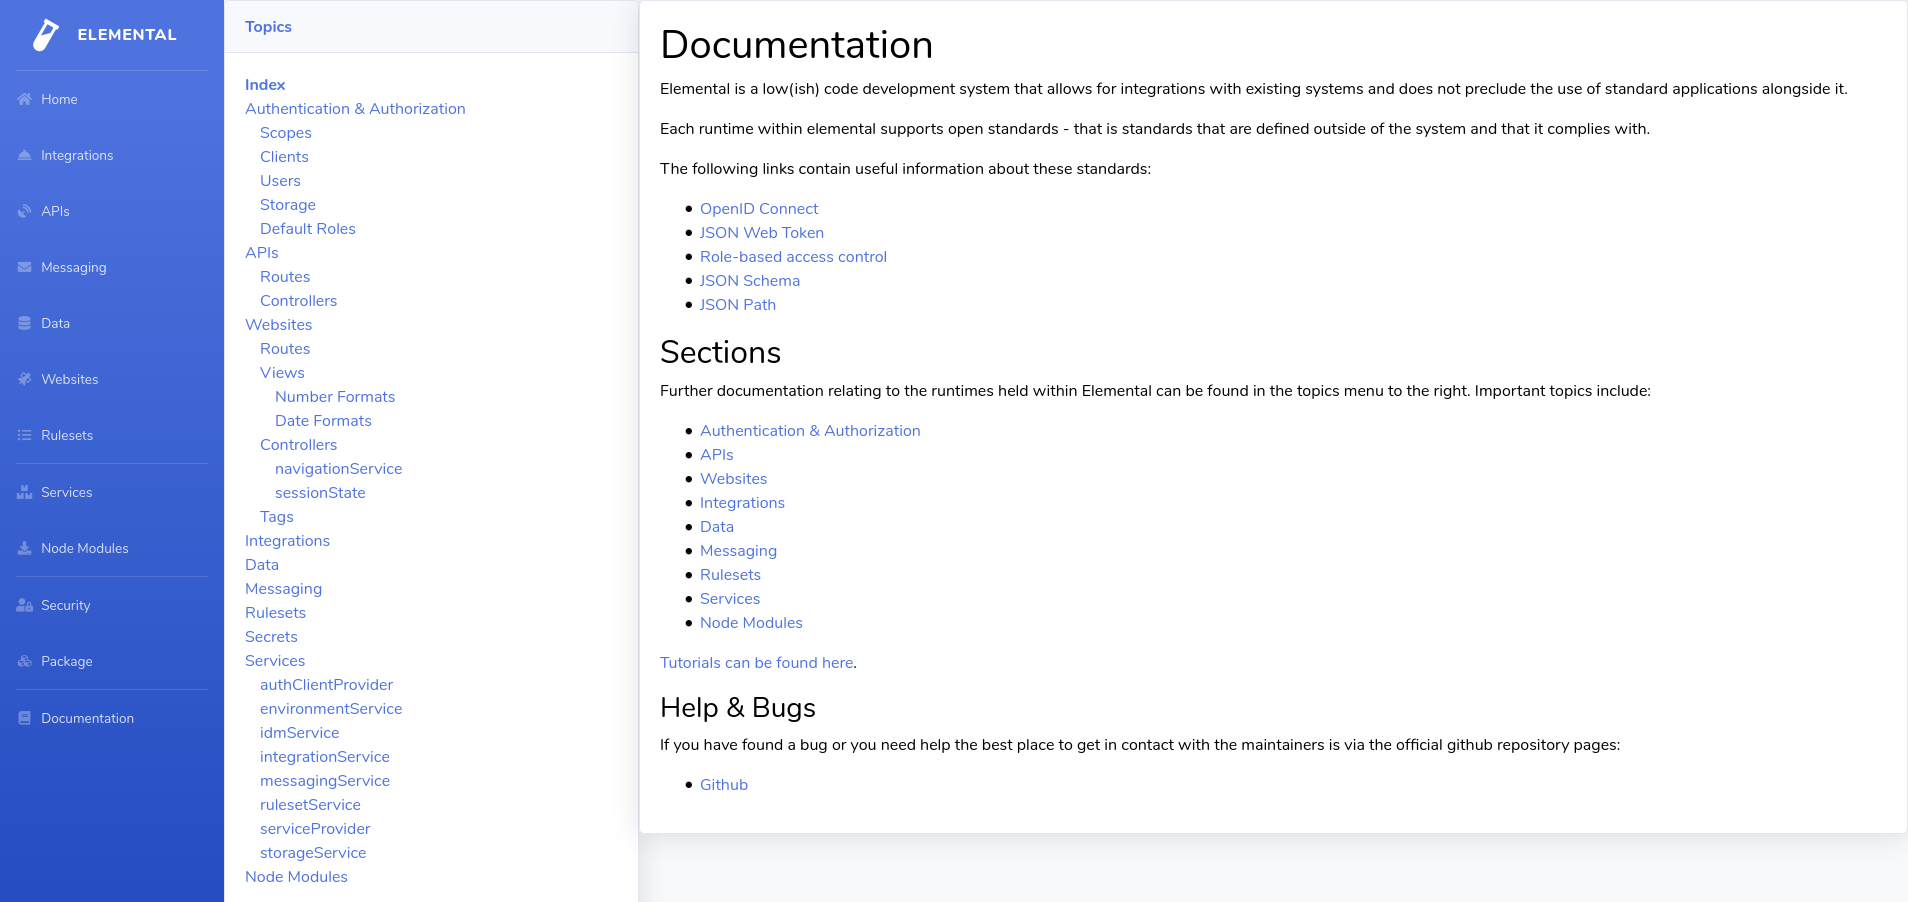 ELEMENTAL
Home
Integrations
APIs
Messaging
Data
Websites
Rulesets
Services
Node Modules
Security
Package
Documentation
Topics
Index
Authentication & Authorization
Scopes
Clients
Users
Storage
Default Roles
APIs
Routes
Controllers
Websites
Routes
Views
Number Formats
Date Formats
Controllers
navigationService
sessionState
Tags
Integrations
Data
Messaging
Rulesets
Secrets
Services
authClientProvider
environmentService
idmService
integrationService
messagingService
rulesetService
serviceProvider
storageService
Node Modules
Documentation
Elemental is a low(ish) code development system that allows for integrations with existing systems and does not preclude the use of standard applications alongside it.
Each runtime within elemental supports open standards - that is standards that are defined outside of the system and that it complies with.
The following links contain useful information about these standards:
• OpenID Connect
• JSON Web Token
• Role-based access control
• JSON Schema
• JSON Path
Sections
Further documentation relating to the runtimes held within Elemental can be found in the topics menu to the right. Important topics include:
• Authentication & Authorization
• APIs
• Websites
• Integrations
• Data
• Messaging
• Rulesets
• Services
• Node Modules
Tutorials can be found here.
Help & Bugs
If you have found a bug or you need help the best place to get in contact with the maintainers is via the official github repository pages:
• Github